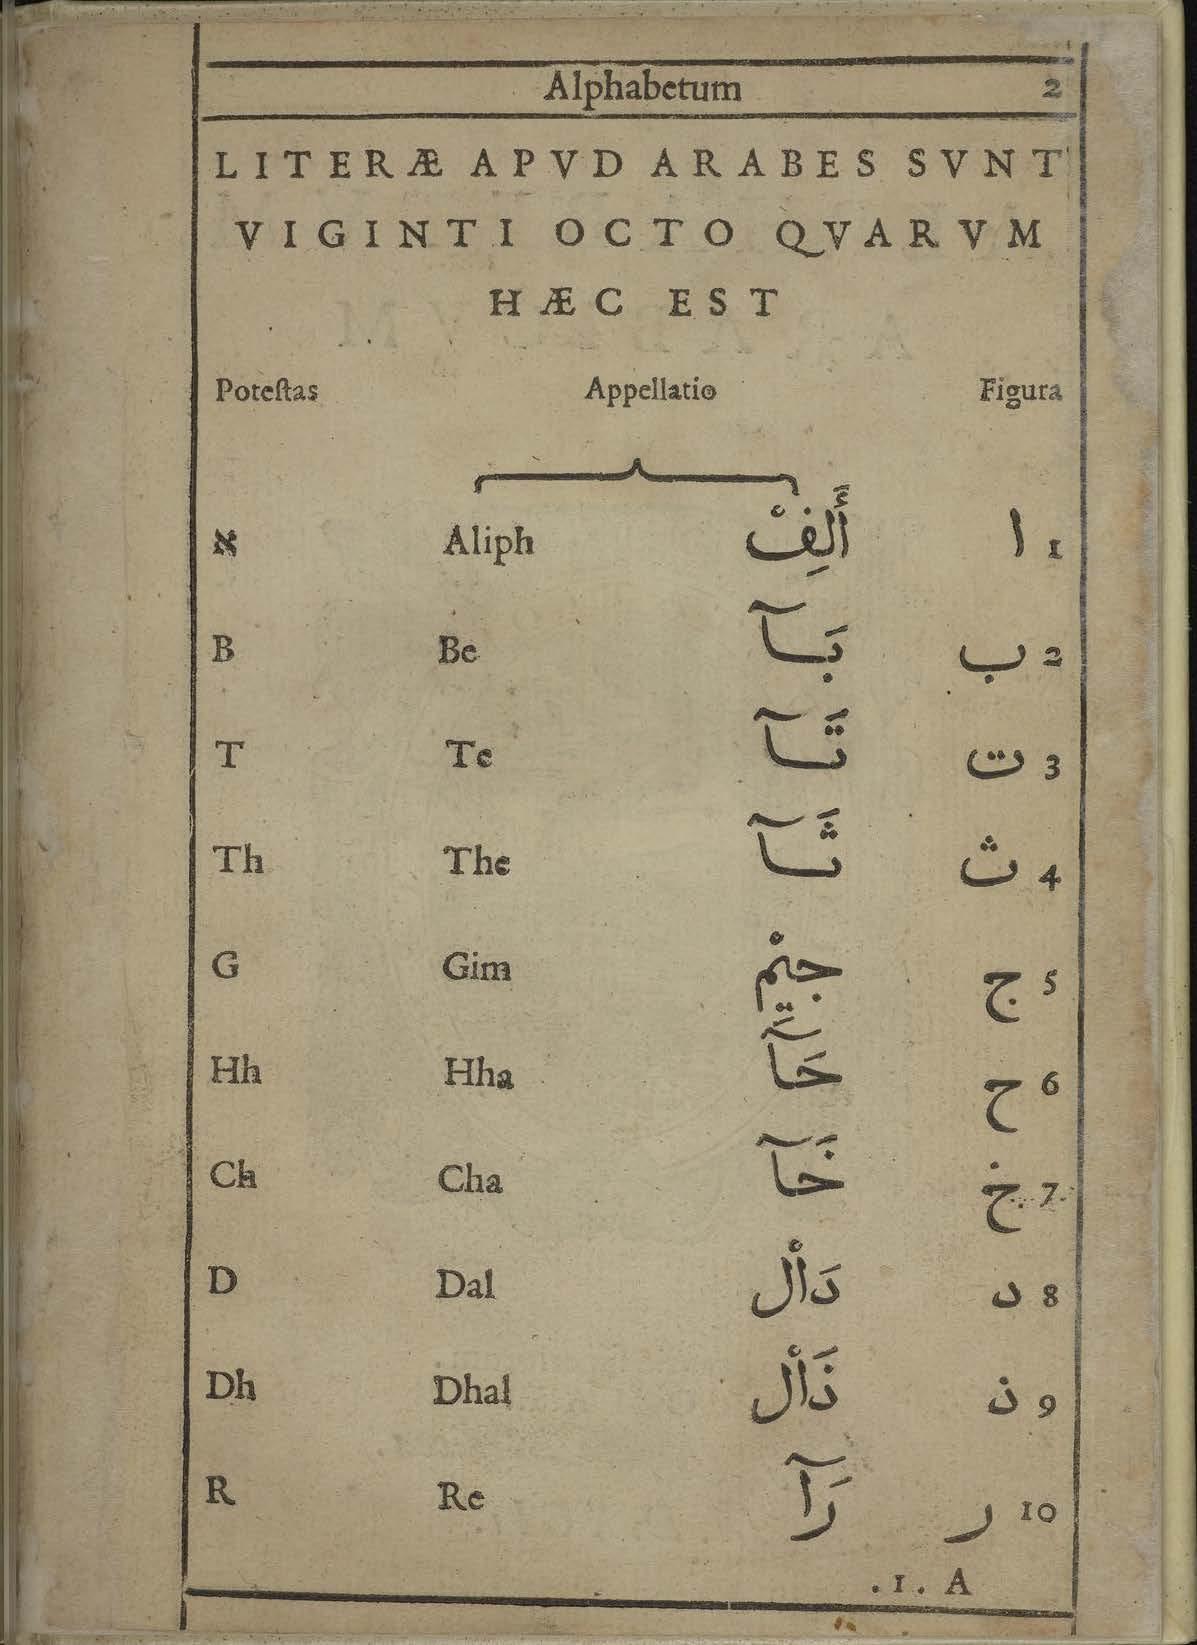 Alphabetum 2
LITERÆ APVD ARABES SVNT
VIGINTI OCTO QVARVM
HÆC EST
Poteſtas Appellatio Figura
א Aliph أَلِفْ ا 1
B Be بَآ ب 2
T Te تَآ ت 3
Th The ثَآ ث 4
G Gim جِيْم ج 5
Hh Hha حَآ ح 6
Ch Cha خَآ خ 7
D Dal دَاْل د 8
Dh Dhal ذَاْل ذ 9
R Re رَآ ر 10
.1. A